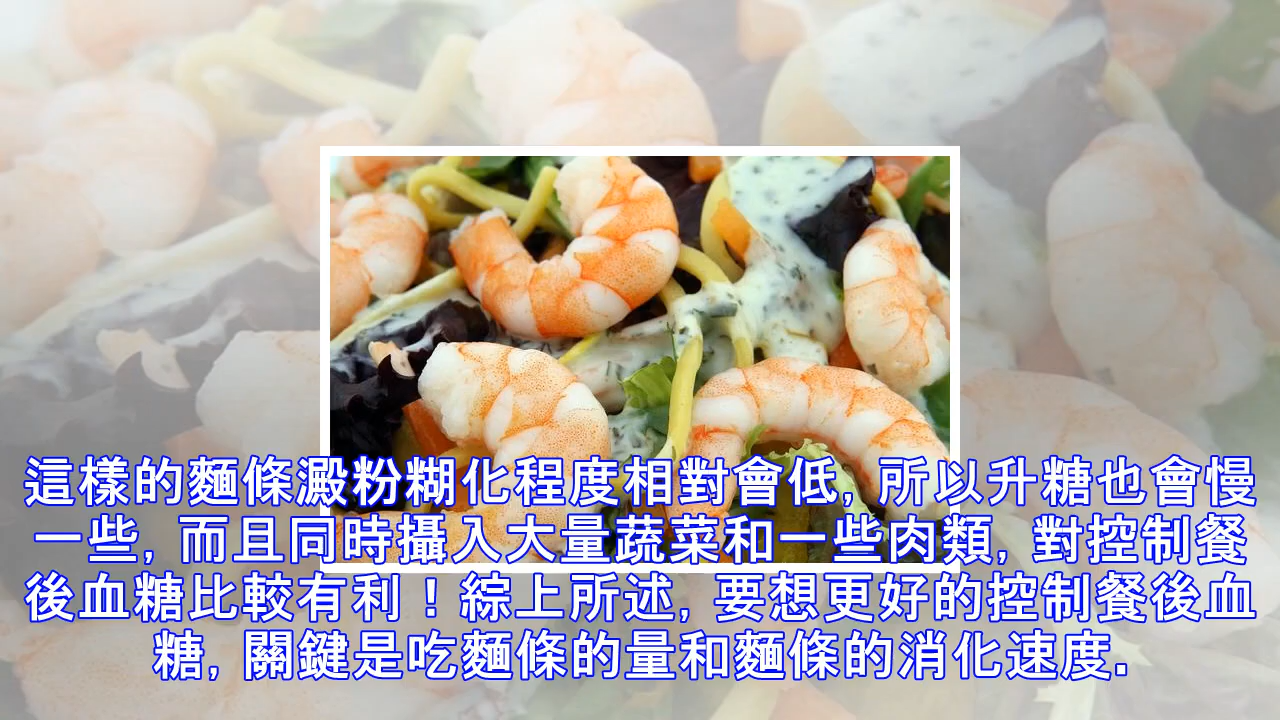 這樣的麵條澱粉糊化程度相對會低, 所以升糖也會慢
一些, 而且同時攝入大量蔬菜和一些肉類, 對控制餐
後血糖比較有利！綜上所述, 要想更好的控制餐後血
糖, 關鍵是吃麵條的量和麵條的消化速度.